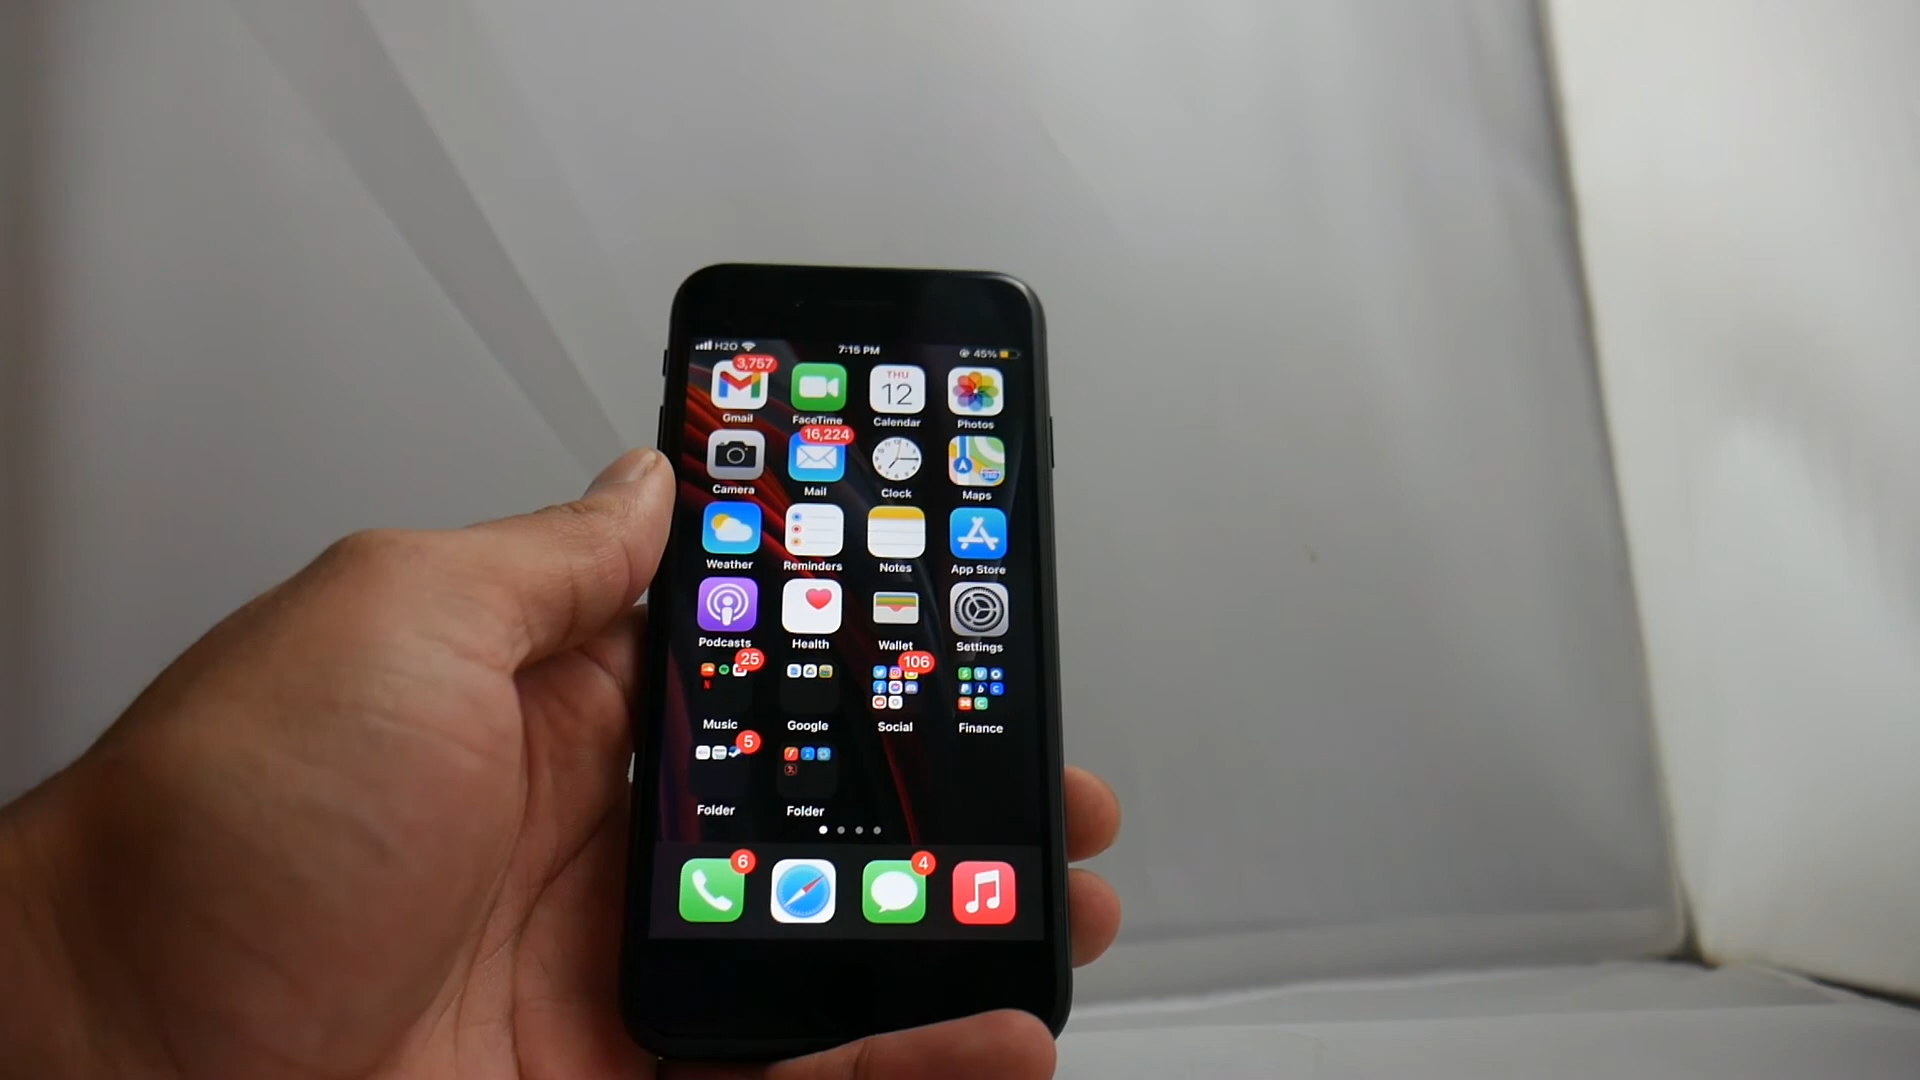 H2O 7:15 PM 45%
3,757 THU
12
Gmail FaceTime Calendar Photos
16,224
Camera Mail Clock Maps
Weather Reminders Notes App Store
Podcasts Health Wallet Settings
25 106
Music Google Social Finance
5
Folder Folder
6 4